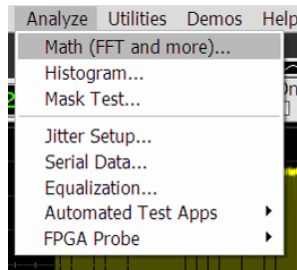 Analyze Utilities Demos Help
Math (FFT and more)...
Histogram...
Mask Test...
Jitter Setup...
Serial Data...
Equalization...
Automated Test Apps
FPGA Probe